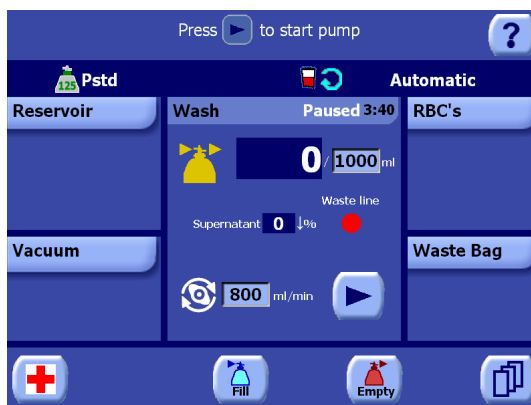 Press to start pump
?
125 Pstd
Automatic
Reservoir
Wash Paused 3:40
RBC's
0 / 1000 ml
Waste line
Supernatant 0 ↓%
Vacuum
Waste Bag
800 ml/min
Fill
Empty